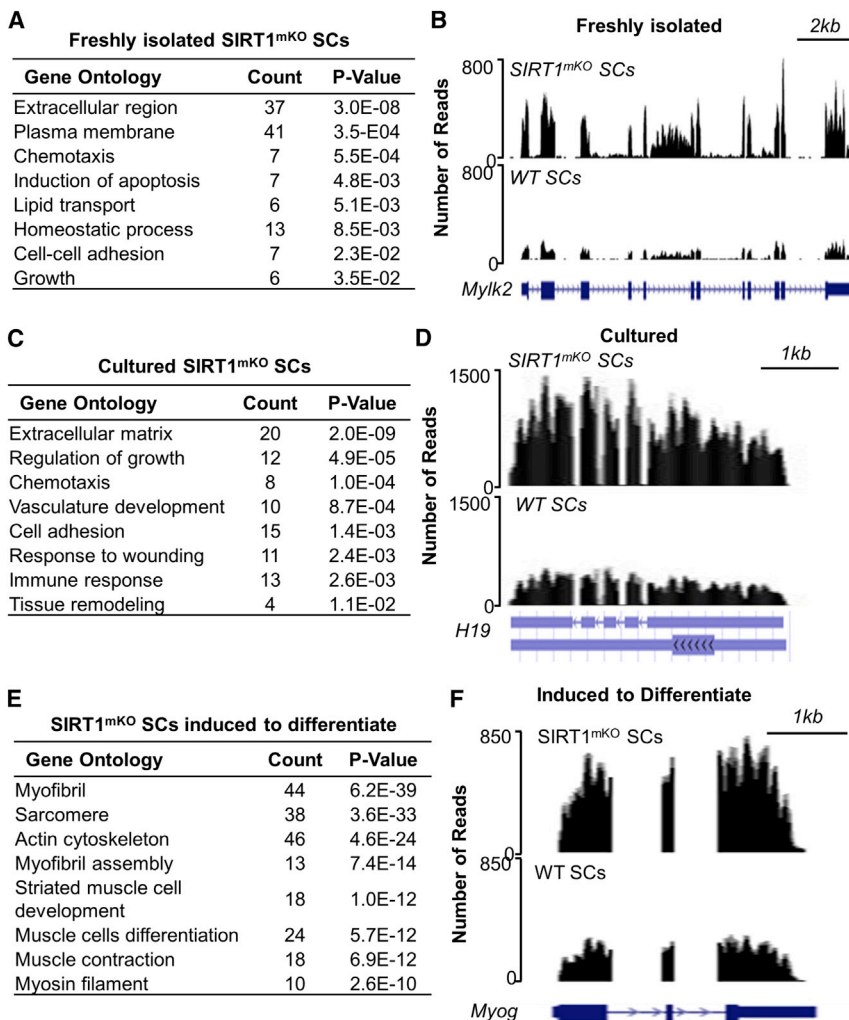 A
Freshly isolated SIRT1mKO SCs
Gene Ontology Count P-Value
Extracellular region 37 3.0E-08
Plasma membrane 41 3.5-E04
Chemotaxis 7 5.5E-04
Induction of apoptosis 7 4.8E-03
Lipid transport 6 5.1E-03
Homeostatic process 13 8.5E-03
Cell-cell adhesion 7 2.3E-02
Growth 6 3.5E-02
B
Freshly isolated
2kb
800
SIRT1mKO SCs
0
800
WT SCs
0
Number of Reads
Mylk2
C
Cultured SIRT1mKO SCs
Gene Ontology Count P-Value
Extracellular matrix 20 2.0E-09
Regulation of growth 12 4.9E-05
Chemotaxis 8 1.0E-04
Vasculature development 10 8.7E-04
Cell adhesion 15 1.4E-03
Response to wounding 11 2.4E-03
Immune response 13 2.6E-03
Tissue remodeling 4 1.1E-02
D
Cultured
1kb
1500
SIRT1mKO SCs
0
1500
WT SCs
0
Number of Reads
H19
E
SIRT1mKO SCs induced to differentiate
Gene Ontology Count P-Value
Myofibril 44 6.2E-39
Sarcomere 38 3.6E-33
Actin cytoskeleton 46 4.6E-24
Myofibril assembly 13 7.4E-14
Striated muscle cell
development 18 1.0E-12
Muscle cells differentiation 24 5.7E-12
Muscle contraction 18 6.9E-12
Myosin filament 10 2.6E-10
F
Induced to Differentiate
1kb
850
SIRT1mKO SCs
0
850
WT SCs
0
Number of Reads
Myog